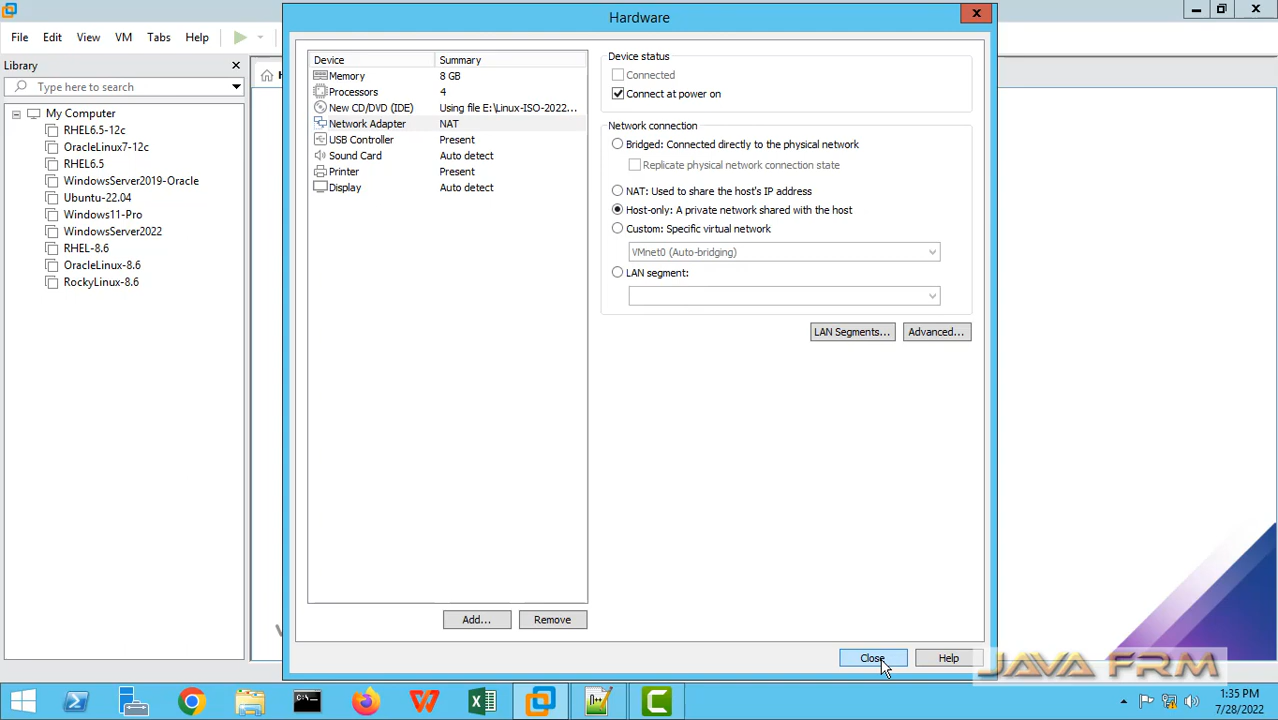 Hardware
File Edit View VM Tabs Help
Library
Type here to search
My Computer
RHEL6.5-12c
OracleLinux7-12c
RHEL6.5
WindowsServer2019-Oracle
Ubuntu-22.04
Windows11-Pro
WindowsServer2022
RHEL-8.6
OracleLinux-8.6
RockyLinux-8.6
Device Summary
Memory 8 GB
Processors 4
New CD/DVD (IDE) Using file E:\Linux-ISO-2022...
Network Adapter NAT
USB Controller Present
Sound Card Auto detect
Printer Present
Display Auto detect
Add... Remove
Device status
Connected
Connect at power on
Network connection
Bridged: Connected directly to the physical network
Replicate physical network connection state
NAT: Used to share the host's IP address
Host-only: A private network shared with the host
Custom: Specific virtual network
VMnet0 (Auto-bridging)
LAN segment:
LAN Segments... Advanced...
Close Help
JAVA FRM
1:35 PM
7/28/2022